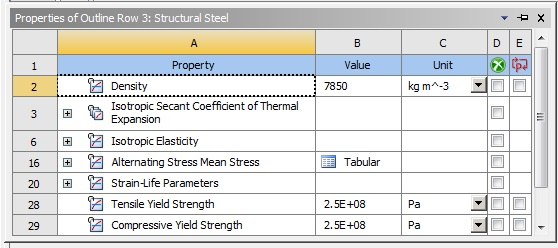 Properties of Outline Row 3: Structural Steel
A B C D E
1 Property Value Unit
2 Density 7850 kg m^-3
3 Isotropic Secant Coefficient of Thermal
Expansion
6 Isotropic Elasticity
16 Alternating Stress Mean Stress Tabular
20 Strain-Life Parameters
28 Tensile Yield Strength 2.5E+08 Pa
29 Compressive Yield Strength 2.5E+08 Pa